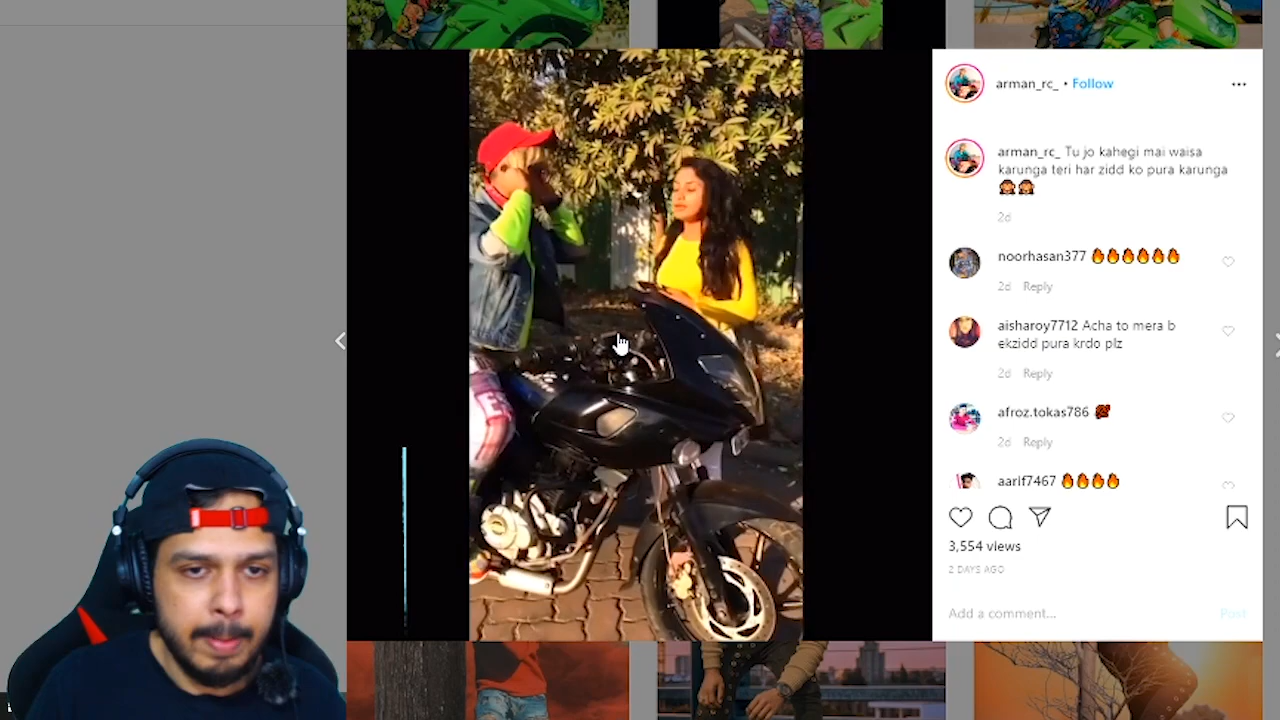 arman_rc_ • Follow
arman_rc_ Tu jo kahegi mai waisa
karunga teri har zidd ko pura karunga
🙈🙈
2d
noorhasan377 🔥🔥🔥🔥🔥🔥
2d Reply
aisharoy7712 Acha to mera b
ekzidd pura krdo plz
2d Reply
afroz.tokas786
2d Reply
aarif7467 🔥🔥🔥🔥
3,554 views
2 DAYS AGO
Add a comment... Post